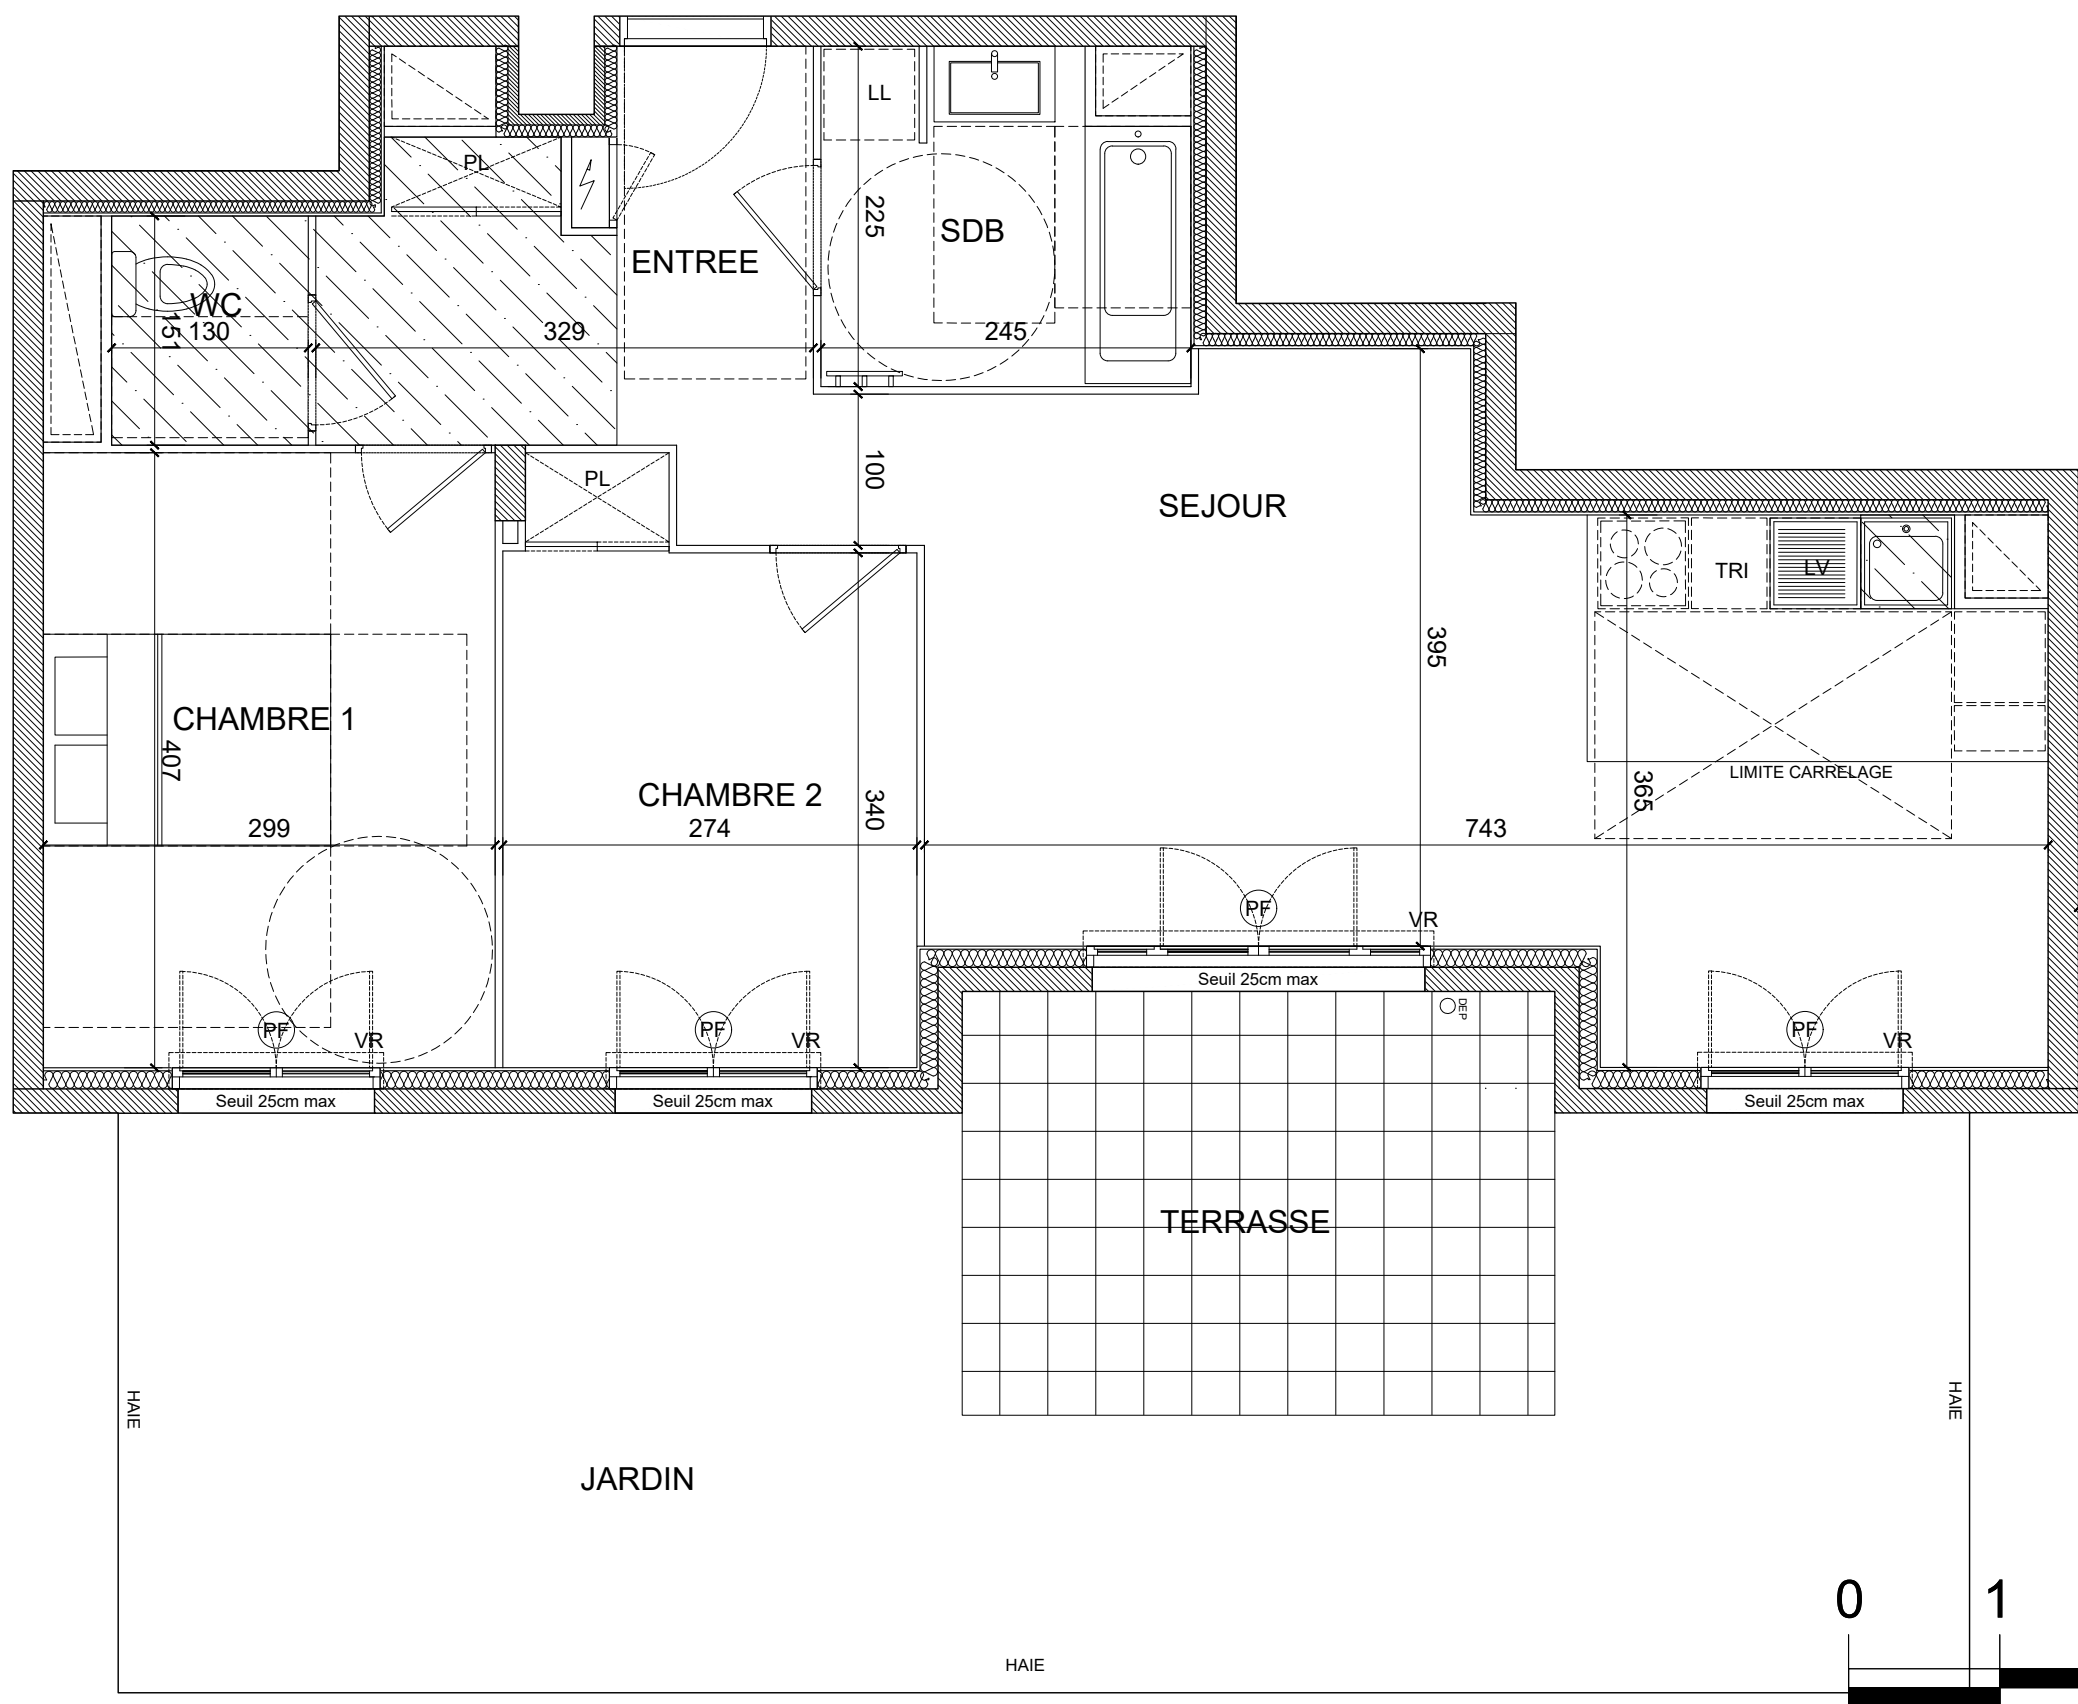 LL
PL
225
SDB
ENTREE
WC
151
130
329
245
100
PL
SEJOUR
TRI
LV
395
CHAMBRE 1
407
LIMITE CARRELAGE
CHAMBRE 2
340
365
299
274
743
PF
VR
PF
VR
PF
VR
PF
VR
Seuil 25cm max
DEP
Seuil 25cm max
Seuil 25cm max
Seuil 25cm max
TERRASSE
HAIE
HAIE
JARDIN
0
1
HAIE